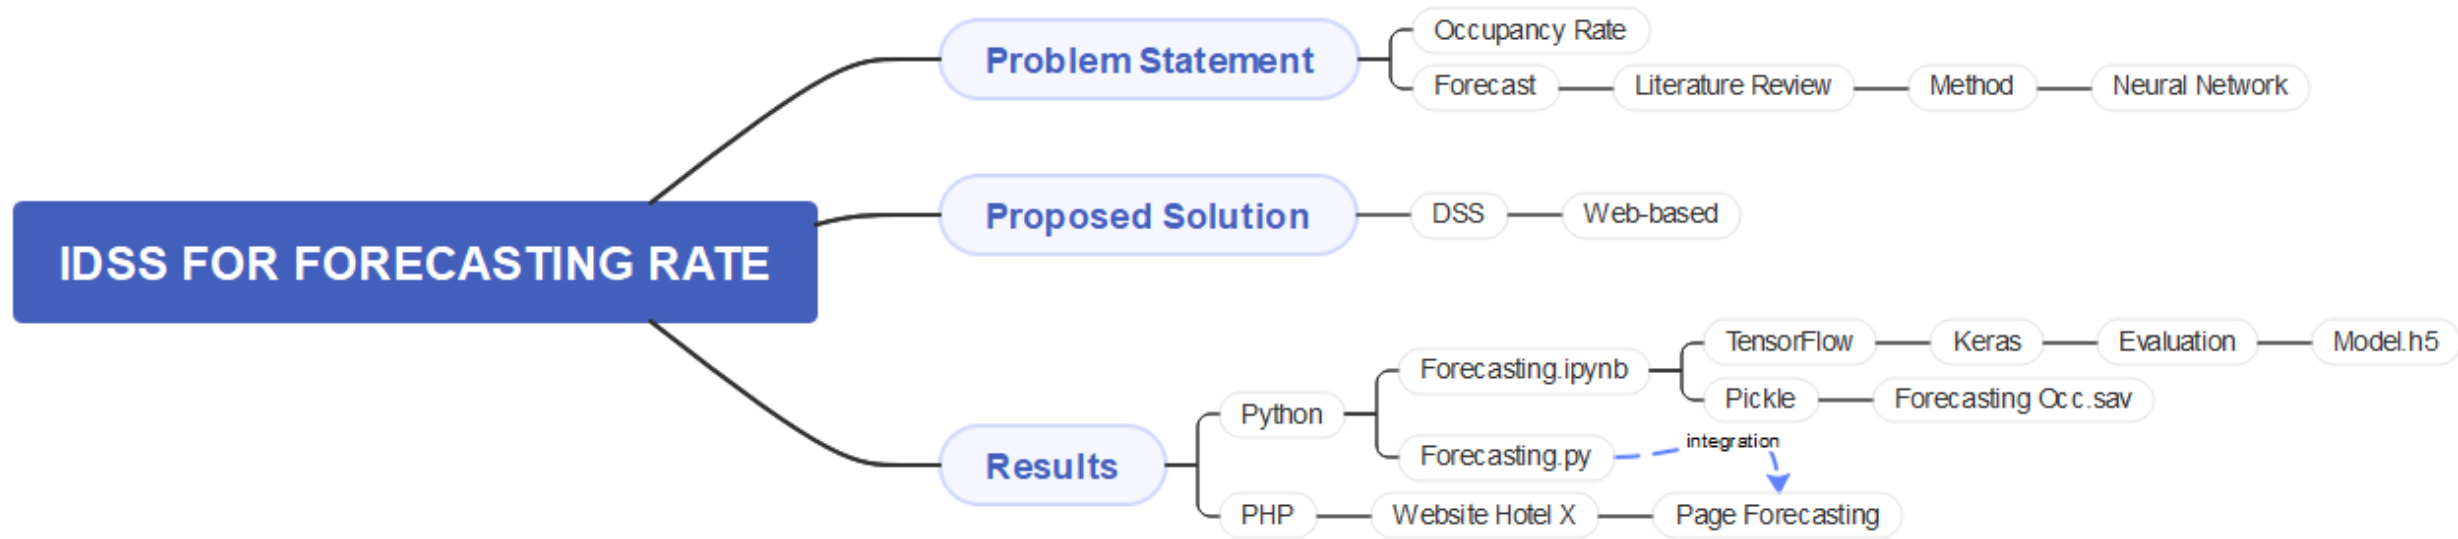 IDSS FOR FORECASTING RATE
Problem Statement
Occupancy Rate
Forecast
Literature Review
Method
Neural Network
Proposed Solution
DSS
Web-based
Results
Python
Forecasting.ipynb
TensorFlow
Keras
Evaluation
Model.h5
Pickle
Forecasting Occ.sav
Forecasting.py
integration
PHP
Website Hotel X
Page Forecasting